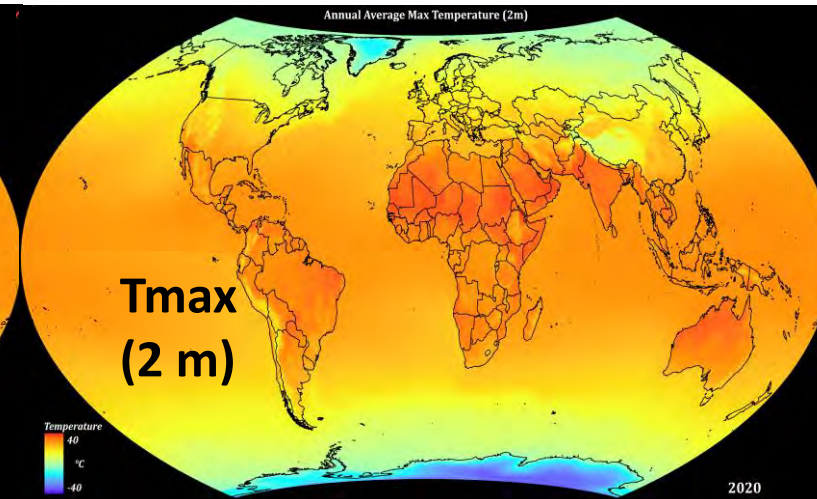 Annual Average Max Temperature (2m)
Tmax
(2 m)
Temperature
40
°C
-40
2020